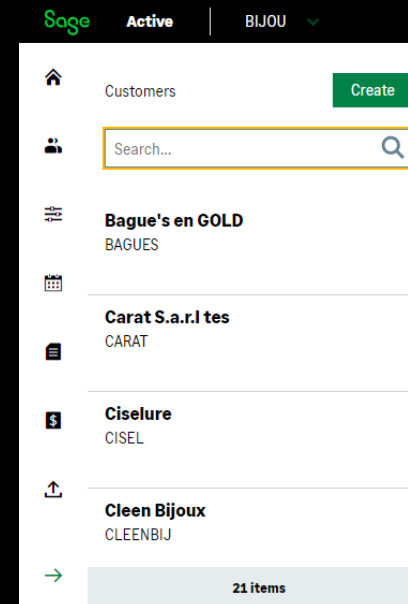 Sage Active BIJOU
Customers Create
Search...
Bague's en GOLD
BAGUES
Carat S.a.r.l tes
CARAT
Ciselure
CISEL
Cleen Bijoux
CLEENBIJ
21 items